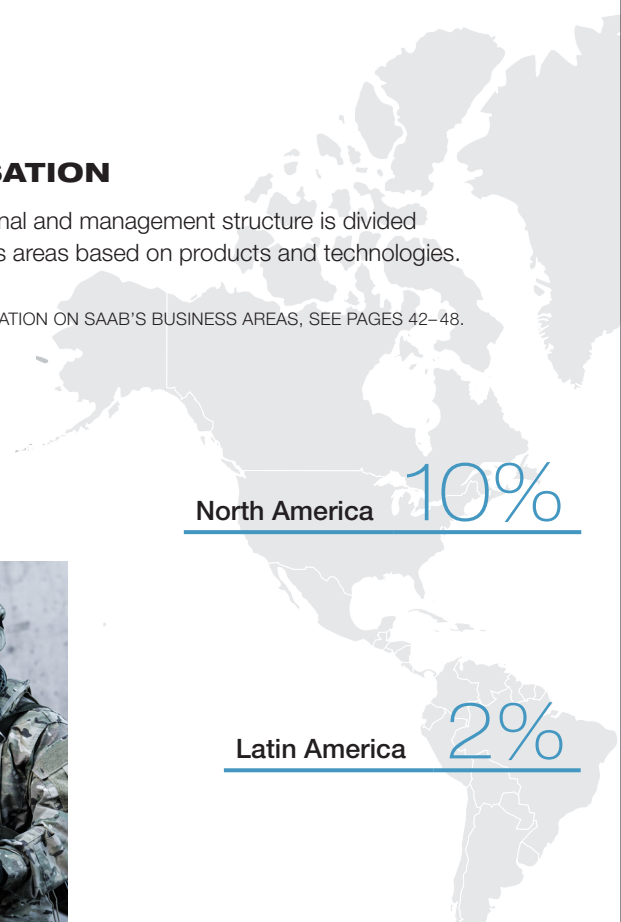 SATION
nal and management structure is divided
s areas based on products and technologies.
ATION ON SAAB'S BUSINESS AREAS, SEE PAGES 42–48.
North America 10%
Latin America 2%